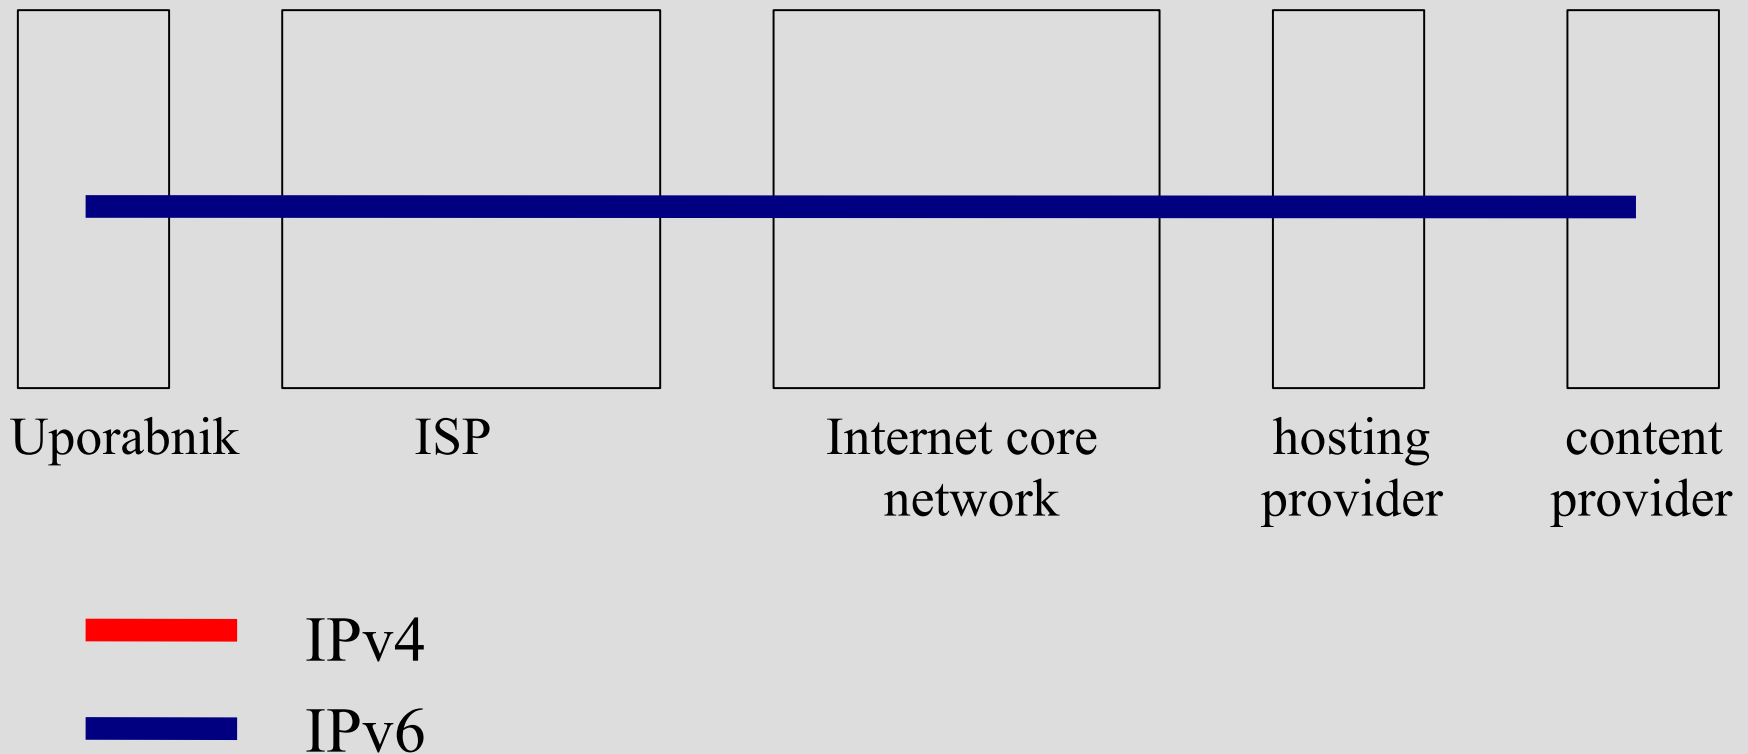 Uporabnik
ISP
Internet core
network
hosting
provider
content
provider
IPv4
IPv6